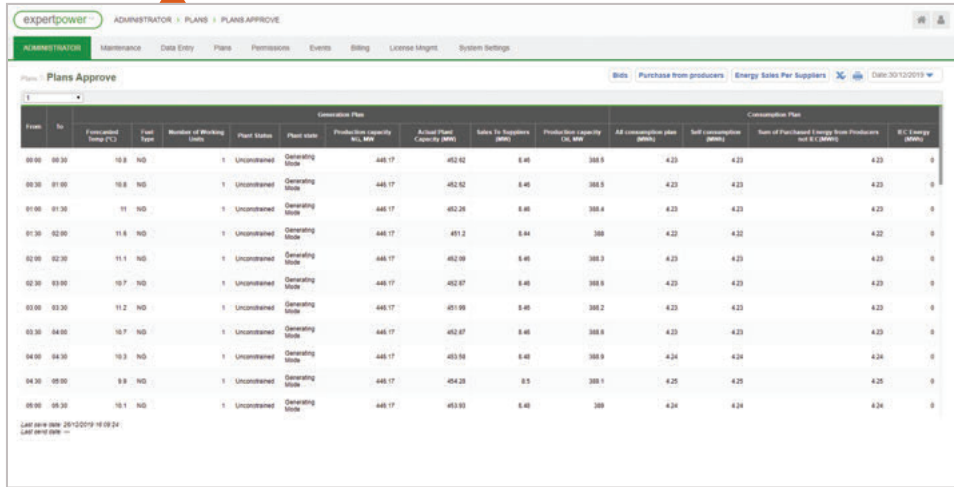 expertpower™ ADMINISTRATOR › PLANS › PLANS APPROVE
ADMINISTRATOR Maintenance Data Entry Plans Permissions Events Billing License Mngmt System Settings
Plans Plans Approve Bids Purchase from producers Energy Sales Per Suppliers Date:30/12/2019
1
Generation Plan Consumption Plan
From To Forecasted Temp (°C) Fuel Type Number of Working Units Plant Status Plant state Production capacity NG, MW Actual Plant Capacity (MW) Sales To Suppliers (MW) Production capacity Oil, MW All consumption plan (MWh) Self consumption (MWh) Sum of Purchased Energy from Producers not IEC(MWH) IEC Energy (MWh)
00:00 00:30 10.8 NG 1 Unconstrained Generating Mode 446.17 452.62 8.46 388.5 4.23 4.23 4.23 0
00:30 01:00 10.8 NG 1 Unconstrained Generating Mode 446.17 452.62 8.46 388.5 4.23 4.23 4.23 0
01:00 01:30 11 NG 1 Unconstrained Generating Mode 446.17 452.26 8.46 388.4 4.23 4.23 4.23 0
01:30 02:00 11.6 NG 1 Unconstrained Generating Mode 446.17 451.2 8.44 388 4.22 4.22 4.22 0
02:00 02:30 11.1 NG 1 Unconstrained Generating Mode 446.17 452.09 8.46 388.3 4.23 4.23 4.23 0
02:30 03:00 10.7 NG 1 Unconstrained Generating Mode 446.17 452.87 8.46 388.6 4.23 4.23 4.23 0
03:00 03:30 11.2 NG 1 Unconstrained Generating Mode 446.17 451.99 8.46 388.2 4.23 4.23 4.23 0
03:30 04:00 10.7 NG 1 Unconstrained Generating Mode 446.17 452.87 8.46 388.6 4.23 4.23 4.23 0
04:00 04:30 10.3 NG 1 Unconstrained Generating Mode 446.17 453.58 8.48 388.9 4.24 4.24 4.24 0
04:30 05:00 9.9 NG 1 Unconstrained Generating Mode 446.17 454.28 8.5 389.1 4.25 4.25 4.25 0
05:00 05:30 10.1 NG 1 Unconstrained Generating Mode 446.17 453.93 8.48 389 4.24 4.24 4.24 0
Last save date: 26/12/2019 16:09:24
Last send date: ---